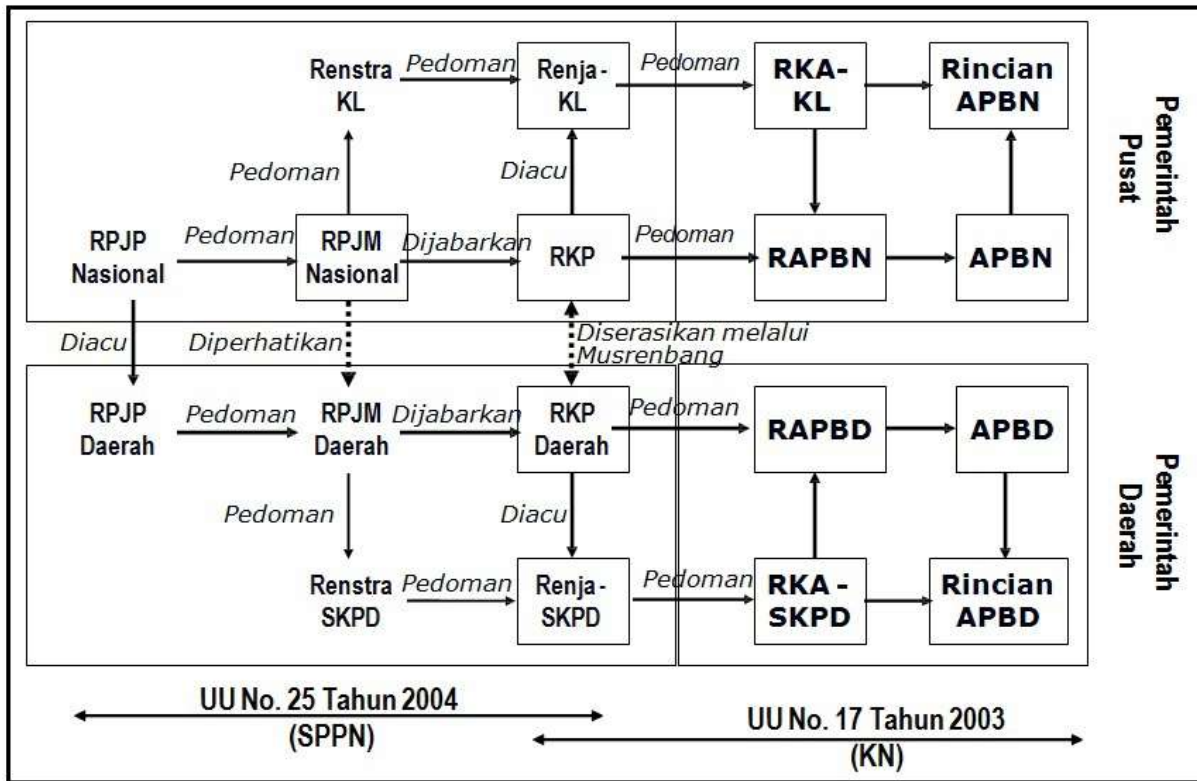 Renstra
KL
Pedoman
Renja-
KL
Pedoman
RKA-
KL
Rincian
APBN
Pemerintah
Pusat
Pedoman
Diacu
RPJP
Nasional
Pedoman
RPJM
Nasional
Dijabarkan
RKP
Pedoman
RAPBN
APBN
Diacu
Diperhatikan
Diserasikan melalui
Musrenbang
RPJP
Daerah
Pedoman
RPJM
Daerah
Dijabarkan
RKP
Daerah
Pedoman
RAPBD
APBD
Pemerintah
Daerah
Pedoman
Diacu
Renstra
SKPD
Pedoman
Renja-
SKPD
Pedoman
RKA -
SKPD
Rincian
APBD
UU No. 25 Tahun 2004
(SPPN)
UU No. 17 Tahun 2003
(KN)